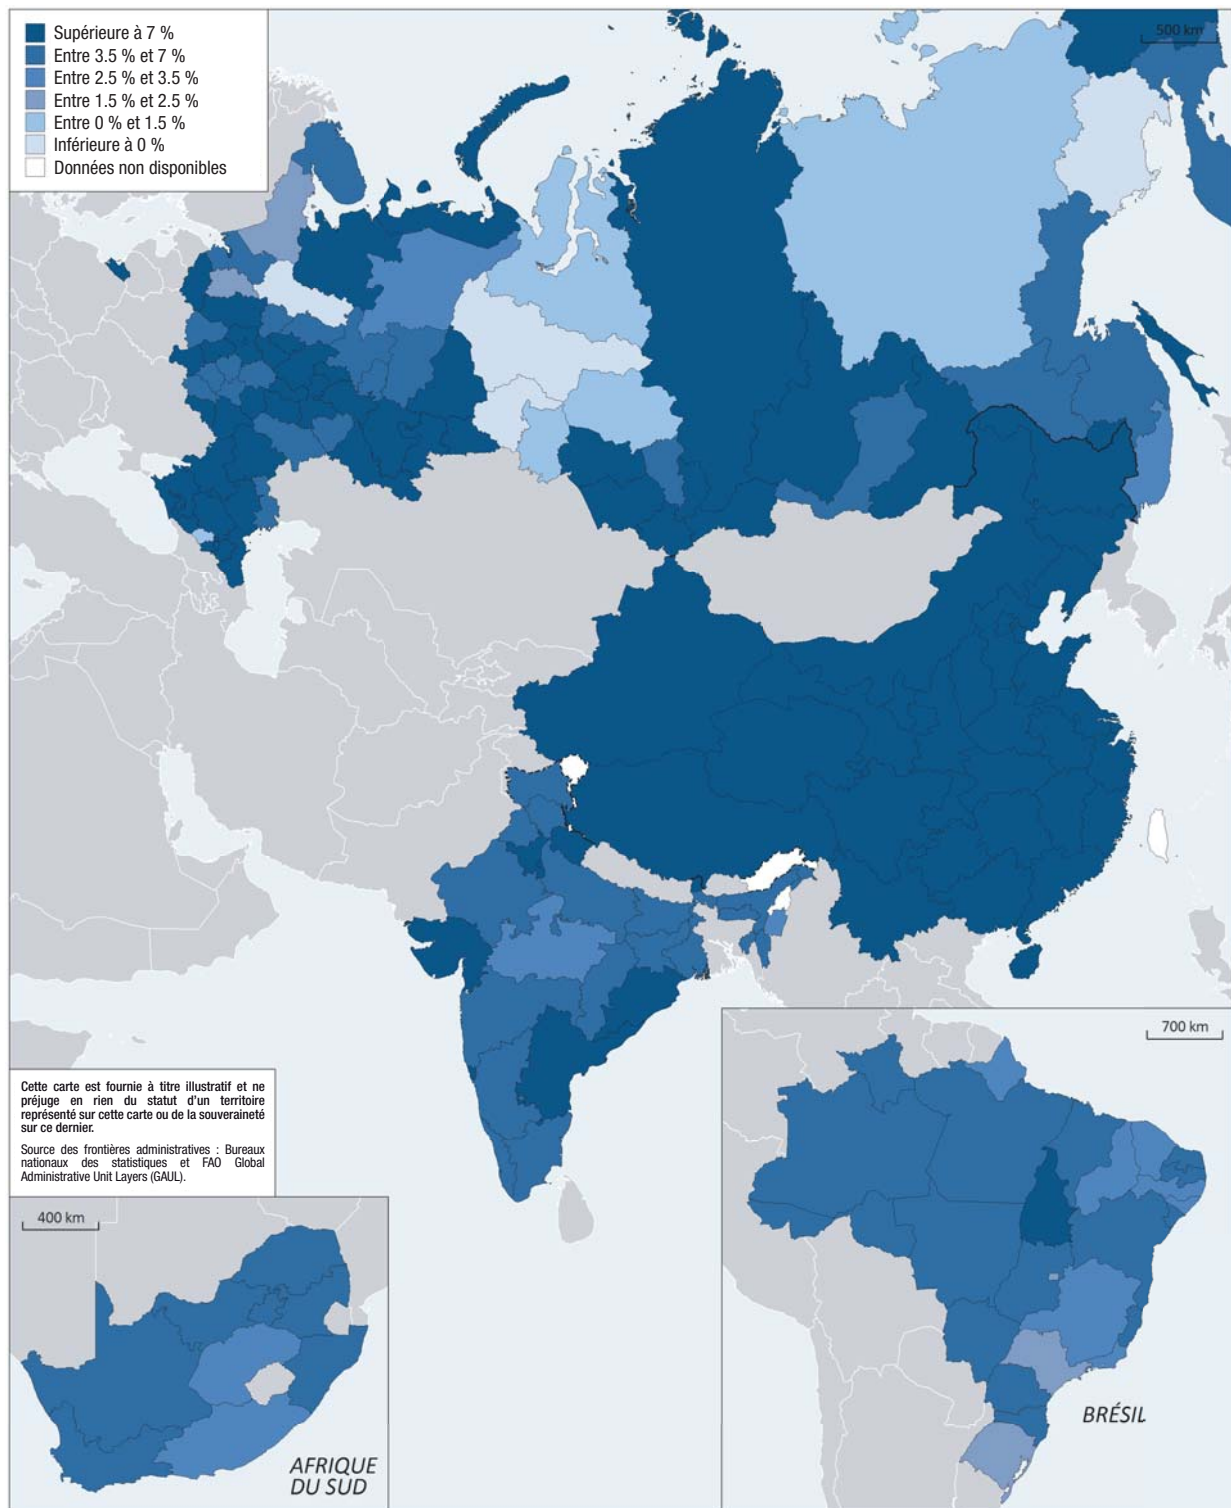 Supérieure à 7 %
Entre 3.5 % et 7 %
Entre 2.5 % et 3.5 %
Entre 1.5 % et 2.5 %
Entre 0 % et 1.5 %
Inférieure à 0 %
Données non disponibles
500 km
Cette carte est fournie à titre illustratif et ne
préjuge en rien du statut d'un territoire
représenté sur cette carte ou de la souveraineté
sur ce dernier.
Source des frontières administratives : Bureaux
nationaux des statistiques et FAO Global
Administrative Unit Layers (GAUL).
700 km
BRÉSIL
400 km
AFRIQUE
DU SUD